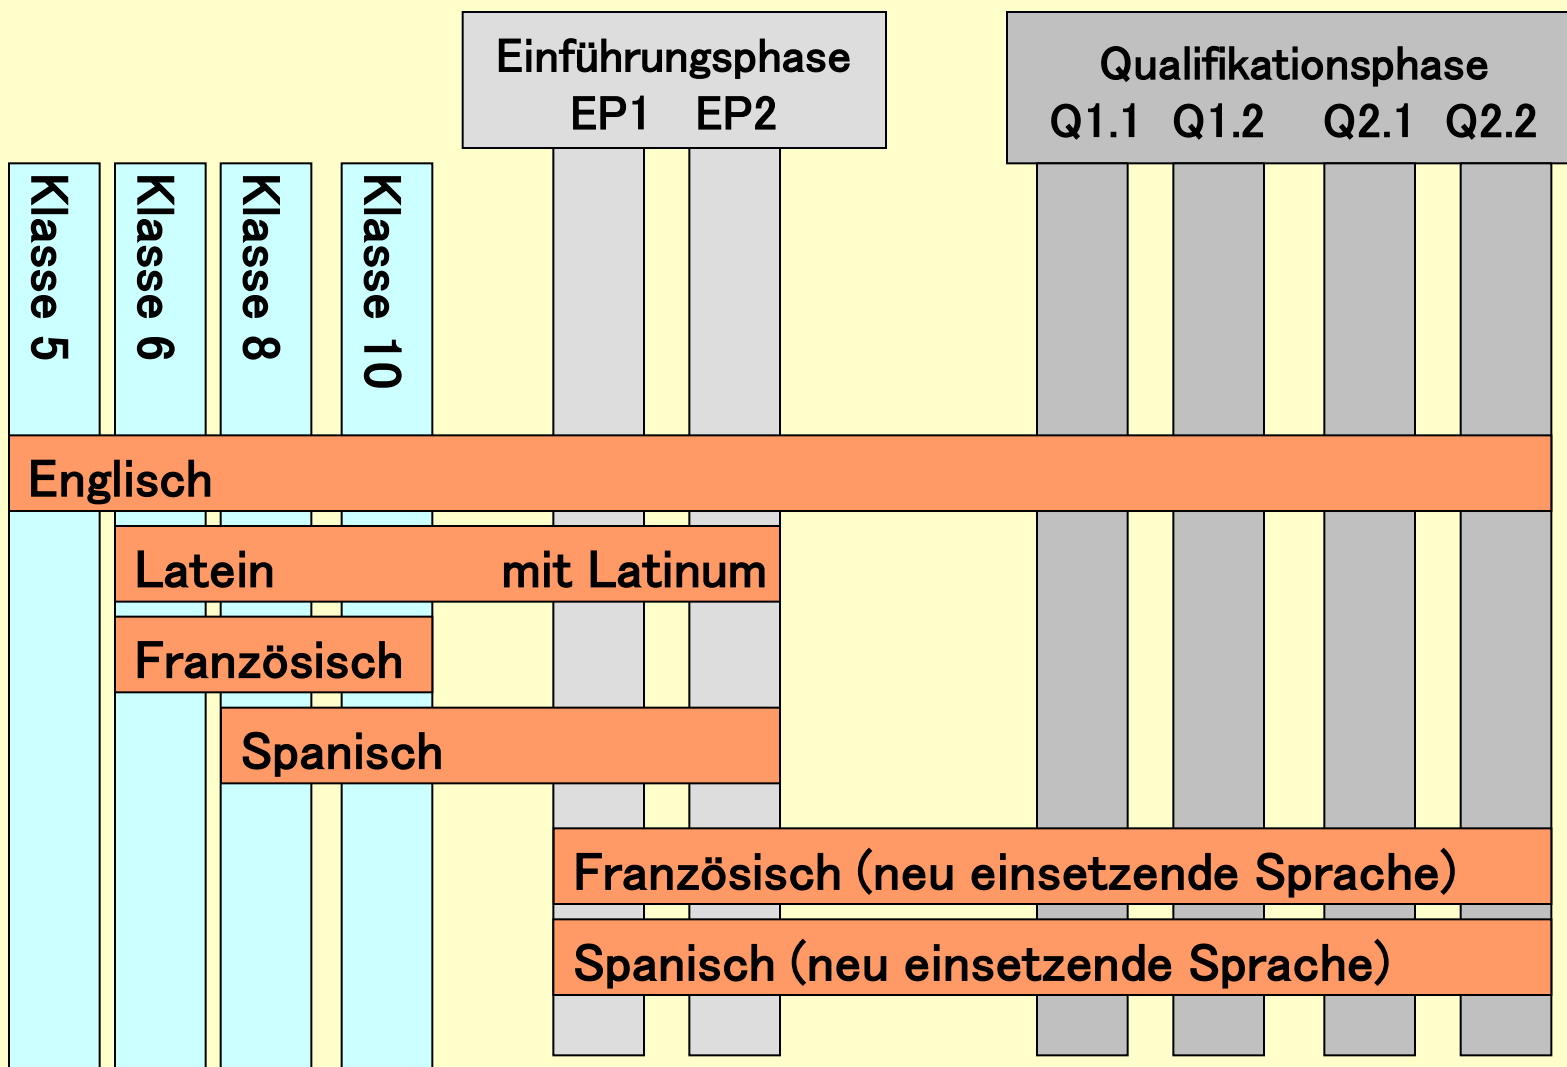 Einführungsphase
EP1 EP2
Qualifikationsphase
Q1.1 Q1.2 Q2.1 Q2.2
Klasse 5
Klasse 6
Klasse 8
Klasse 10
Englisch
Latein mit Latinum
Französisch
Spanisch
Französisch (neu einsetzende Sprache)
Spanisch (neu einsetzende Sprache)